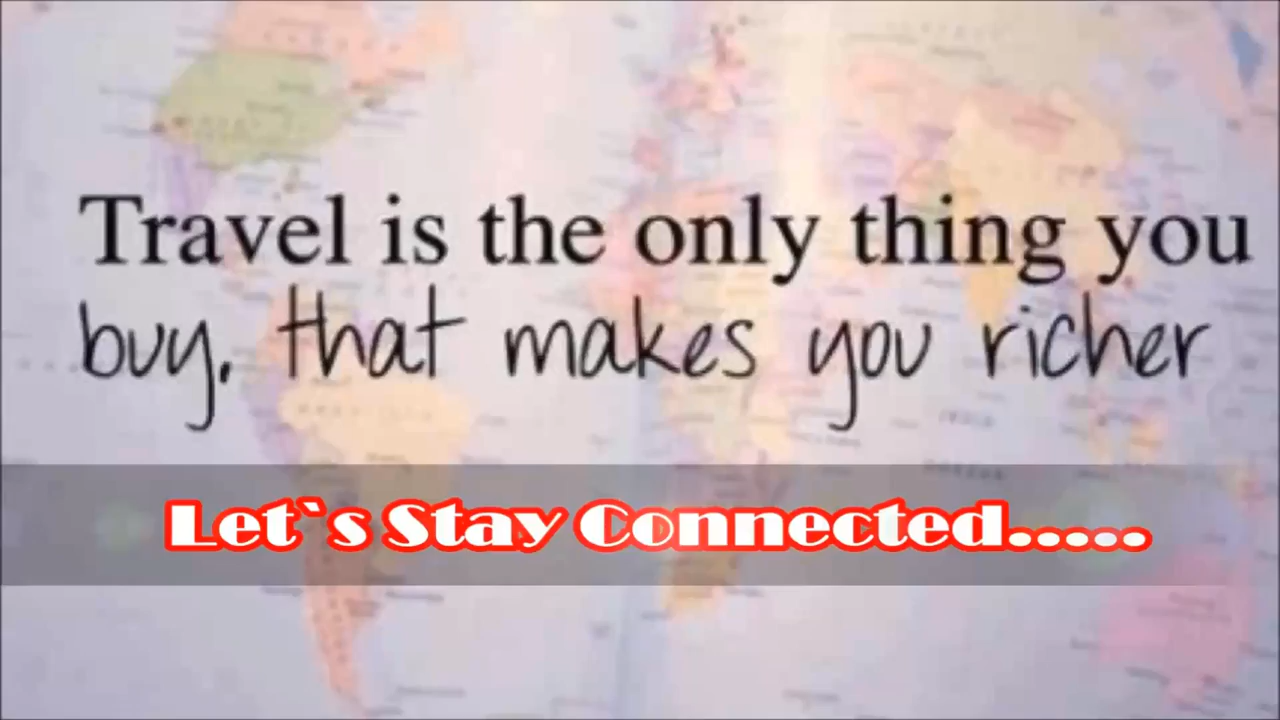 Travel is the only thing you
buy, that makes you richer
Let`s Stay Connected.....